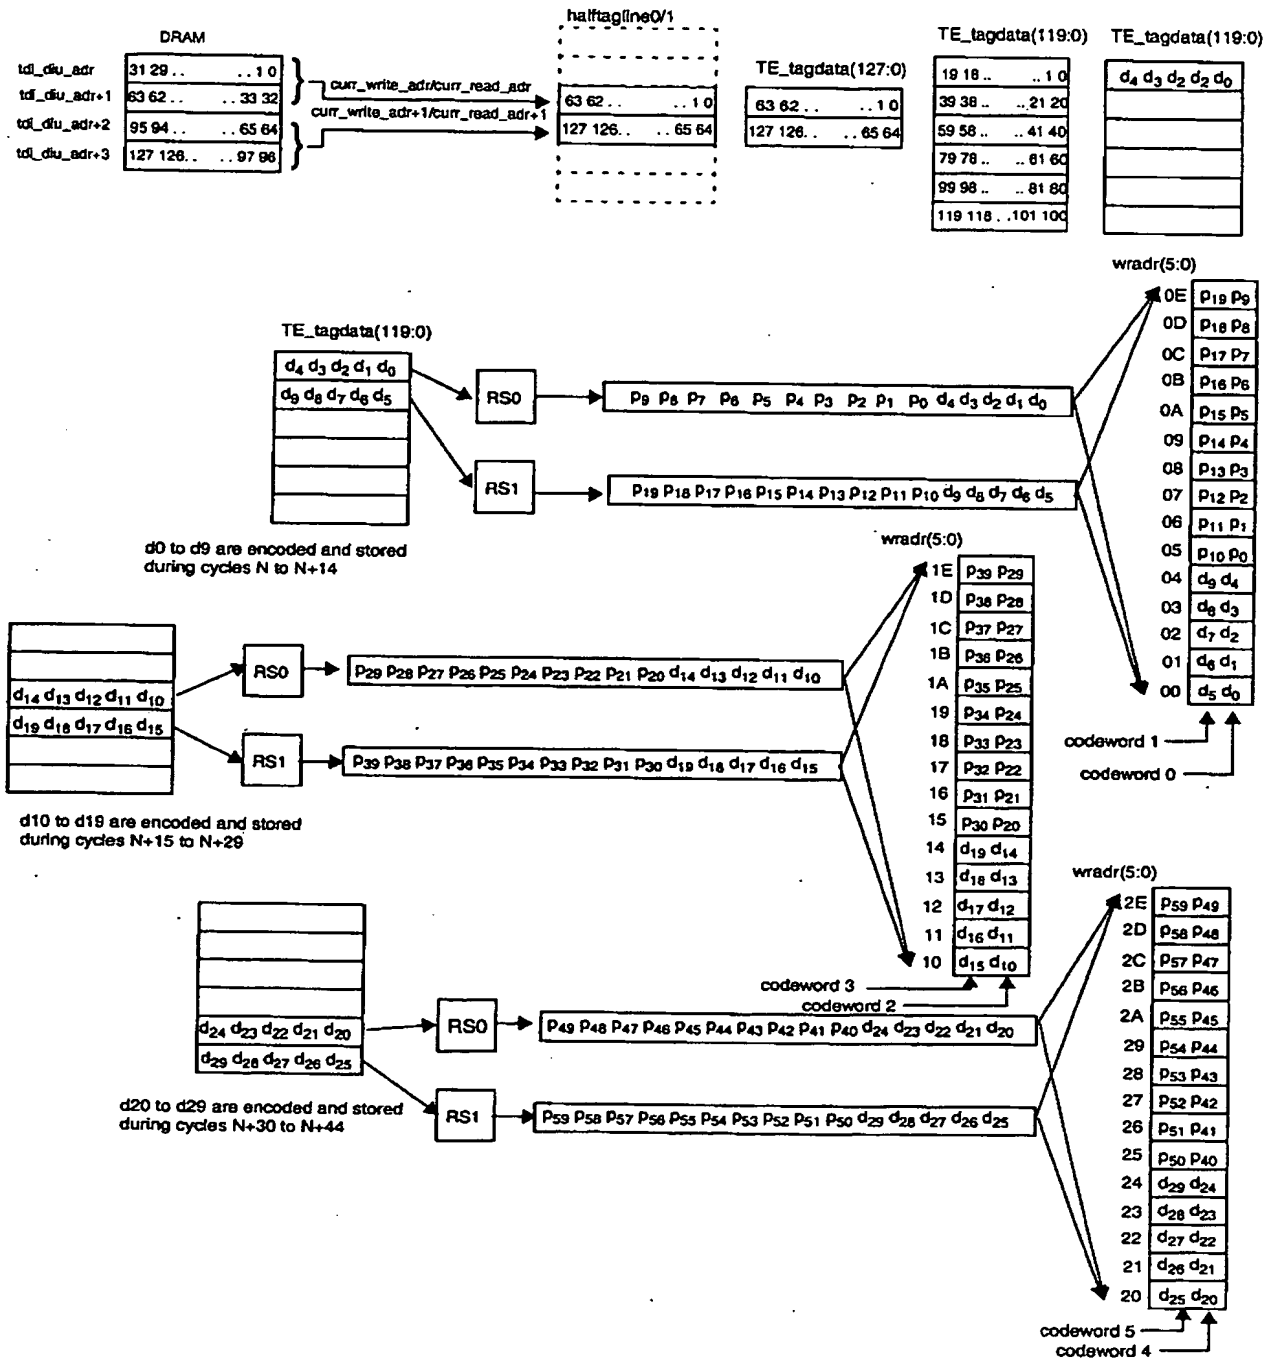 halftagline0/1
DRAM
TE_tagdata(119:0)
TE_tagdata(119:0)
TE_tagdata(127:0)
tdi_diu_adr
31 29 . . . . 1 0
tdi_diu_adr+1
63 62 . . . . 33 32
tdi_diu_adr+2
95 94 . . . . 65 64
tdi_diu_adr+3
127 126. . . . 97 96
curr_write_adr/curr_read_adr
curr_write_adr+1/curr_read_adr+1
63 62 . . . . 1 0
127 126. . . . 65 64
63 62 . . . . 1 0
127 126. . . . 65 64
19 18 .. . . 1 0
39 38 .. . . 21 20
59 58 .. . . 41 40
79 78 .. . . 61 60
99 98 .. . . 81 80
119 118 . . 101 100
d4 d3 d2 d2 d0
TE_tagdata(119:0)
d4 d3 d2 d1 d0
d9 d8 d7 d6 d5
RS0
p9 p8 p7 p6 p5 p4 p3 p2 p1 p0 d4 d3 d2 d1 d0
RS1
p19 p18 p17 p16 p15 p14 p13 p12 p11 p10 d9 d8 d7 d6 d5
d0 to d9 are encoded and stored
during cycles N to N+14
wradr(5:0)
0E p19 p9
0D p18 p8
0C p17 p7
0B p16 p6
0A p15 p5
09 p14 p4
08 p13 p3
07 p12 p2
06 p11 p1
05 p10 p0
04 d9 d4
03 d8 d3
02 d7 d2
01 d6 d1
00 d5 d0
codeword 1
codeword 0
d14 d13 d12 d11 d10
d19 d18 d17 d16 d15
RS0
p29 p28 p27 p26 p25 p24 p23 p22 p21 p20 d14 d13 d12 d11 d10
RS1
p39 p38 p37 p36 p35 p34 p33 p32 p31 p30 d19 d18 d17 d16 d15
d10 to d19 are encoded and stored
during cycles N+15 to N+29
wradr(5:0)
1E p39 p29
1D p38 p28
1C p37 p27
1B p36 p26
1A p35 p25
19 p34 p24
18 p33 p23
17 p32 p22
16 p31 p21
15 p30 p20
14 d19 d14
13 d18 d13
12 d17 d12
11 d16 d11
10 d15 d10
codeword 3
codeword 2
d24 d23 d22 d21 d20
d29 d28 d27 d26 d25
RS0
p49 p48 p47 p46 p45 p44 p43 p42 p41 p40 d24 d23 d22 d21 d20
RS1
p59 p58 p57 p56 p55 p54 p53 p52 p51 p50 d29 d28 d27 d26 d25
d20 to d29 are encoded and stored
during cycles N+30 to N+44
wradr(5:0)
2E p59 p49
2D p58 p48
2C p57 p47
2B p56 p46
2A p55 p45
29 p54 p44
28 p53 p43
27 p52 p42
26 p51 p41
25 p50 p40
24 d29 d24
23 d28 d23
22 d27 d22
21 d26 d21
20 d25 d20
codeword 5
codeword 4